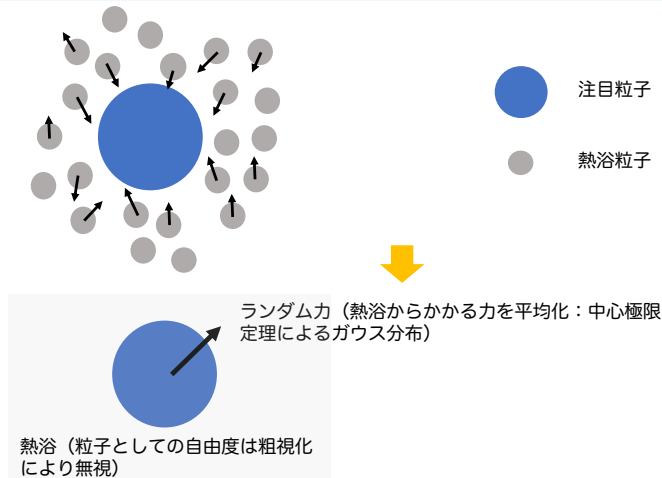 注目粒子
熱浴粒子
ランダム力（熱浴からかかる力を平均化：中心極限
定理によるガウス分布）
熱浴（粒子としての自由度は粗視化
により無視）